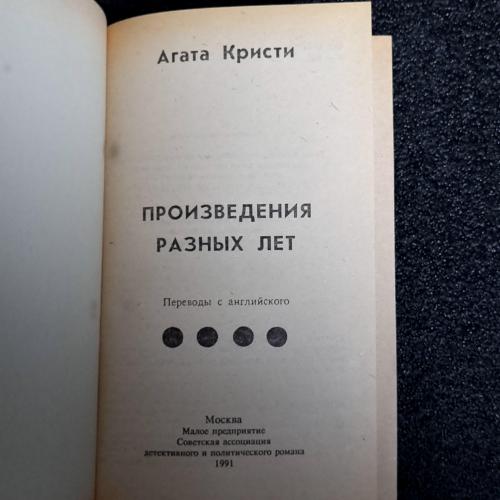 Агата Кристи
ПРОИЗВЕДЕНИЯ
РАЗНЫХ ЛЕТ
Переводы с английского
Москва
Малое предприятие
Советская ассоциация
детективного и политического романа
1991